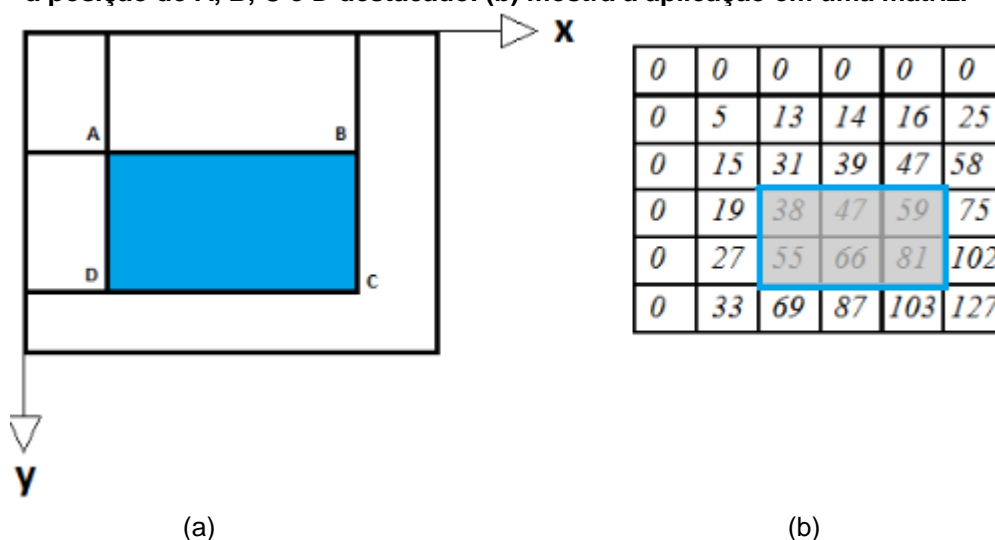 a posição de A, B, C e D destacado. (b) mostra a aplicação em uma matriz.
x
A B
D C
y
0 0 0 0 0 0
0 5 13 14 16 25
0 15 31 39 47 58
0 19 38 47 59 75
0 27 55 66 81 102
0 33 69 87 103 127
(a) (b)